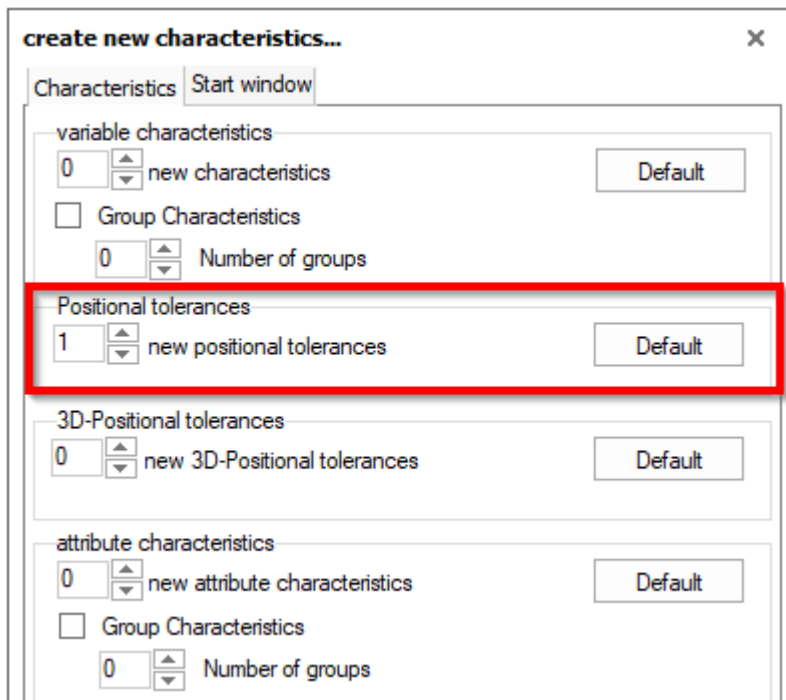 create new characteristics...
Characteristics Start window
variable characteristics
0 new characteristics Default
Group Characteristics
0 Number of groups
Positional tolerances
1 new positional tolerances Default
3D-Positional tolerances
0 new 3D-Positional tolerances Default
attribute characteristics
0 new attribute characteristics Default
Group Characteristics
0 Number of groups